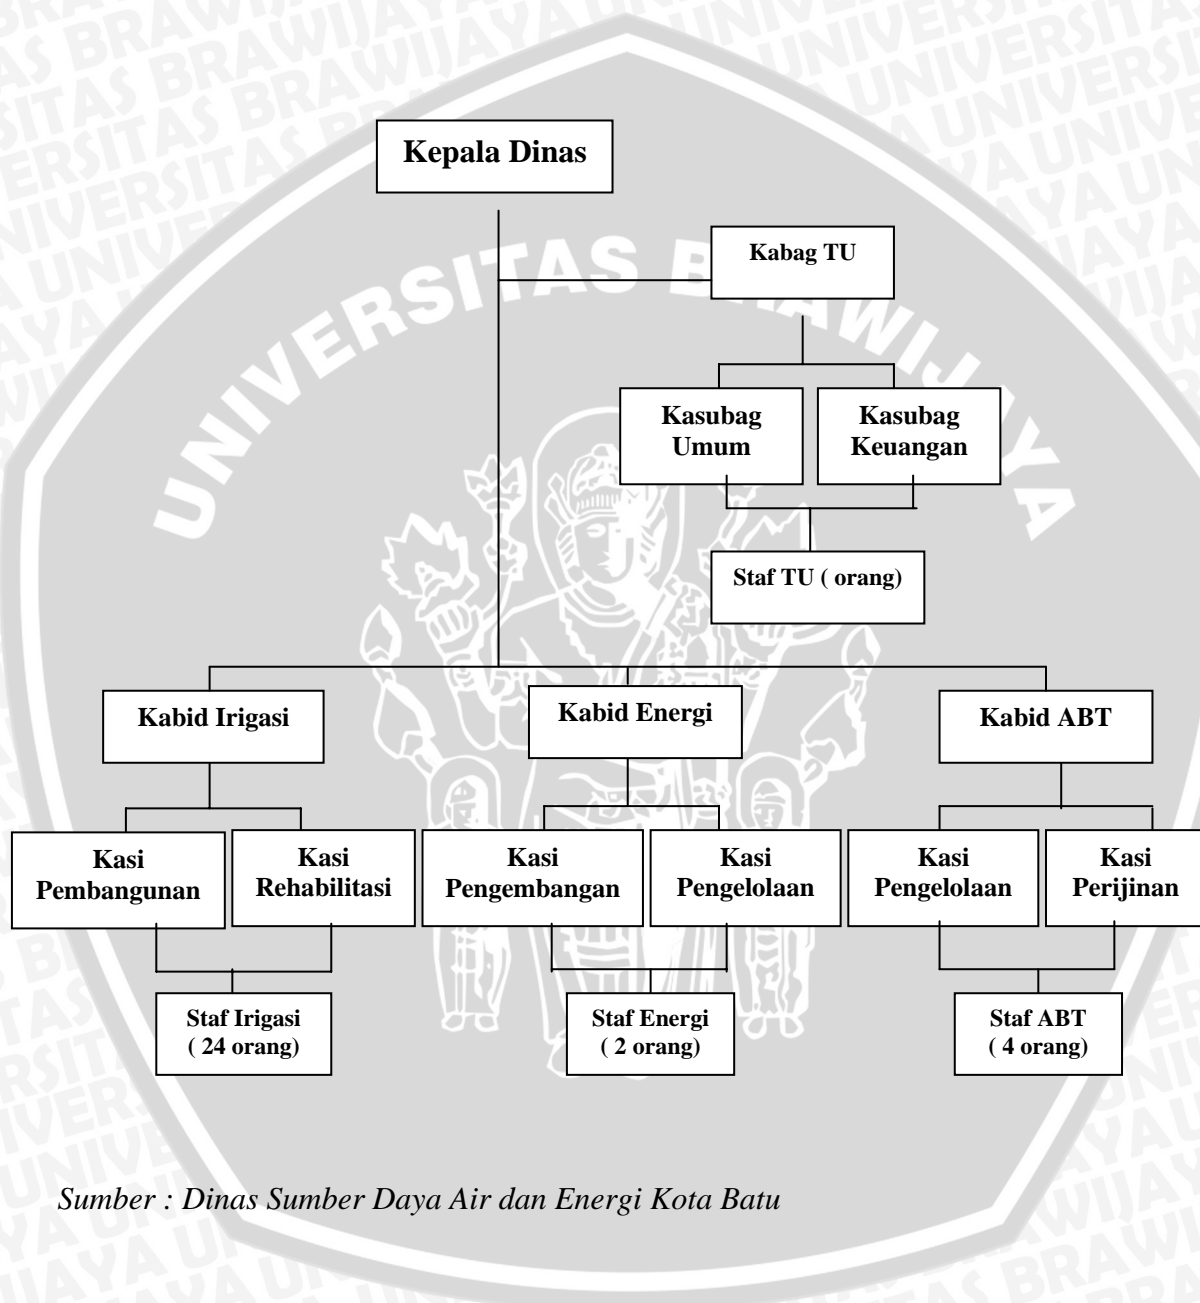 Kepala Dinas
Kabag TU
Kasubag
Umum
Kasubag
Keuangan
Staf TU ( orang)
Kabid Irigasi
Kabid Energi
Kabid ABT
Kasi
Pembangunan
Kasi
Rehabilitasi
Kasi
Pengembangan
Kasi
Pengelolaan
Kasi
Pengelolaan
Kasi
Perijinan
Staf Irigasi
( 24 orang)
Staf Energi
( 2 orang)
Staf ABT
( 4 orang)
Sumber : Dinas Sumber Daya Air dan Energi Kota Batu
UNIVERSITAS BRAWIJAYA